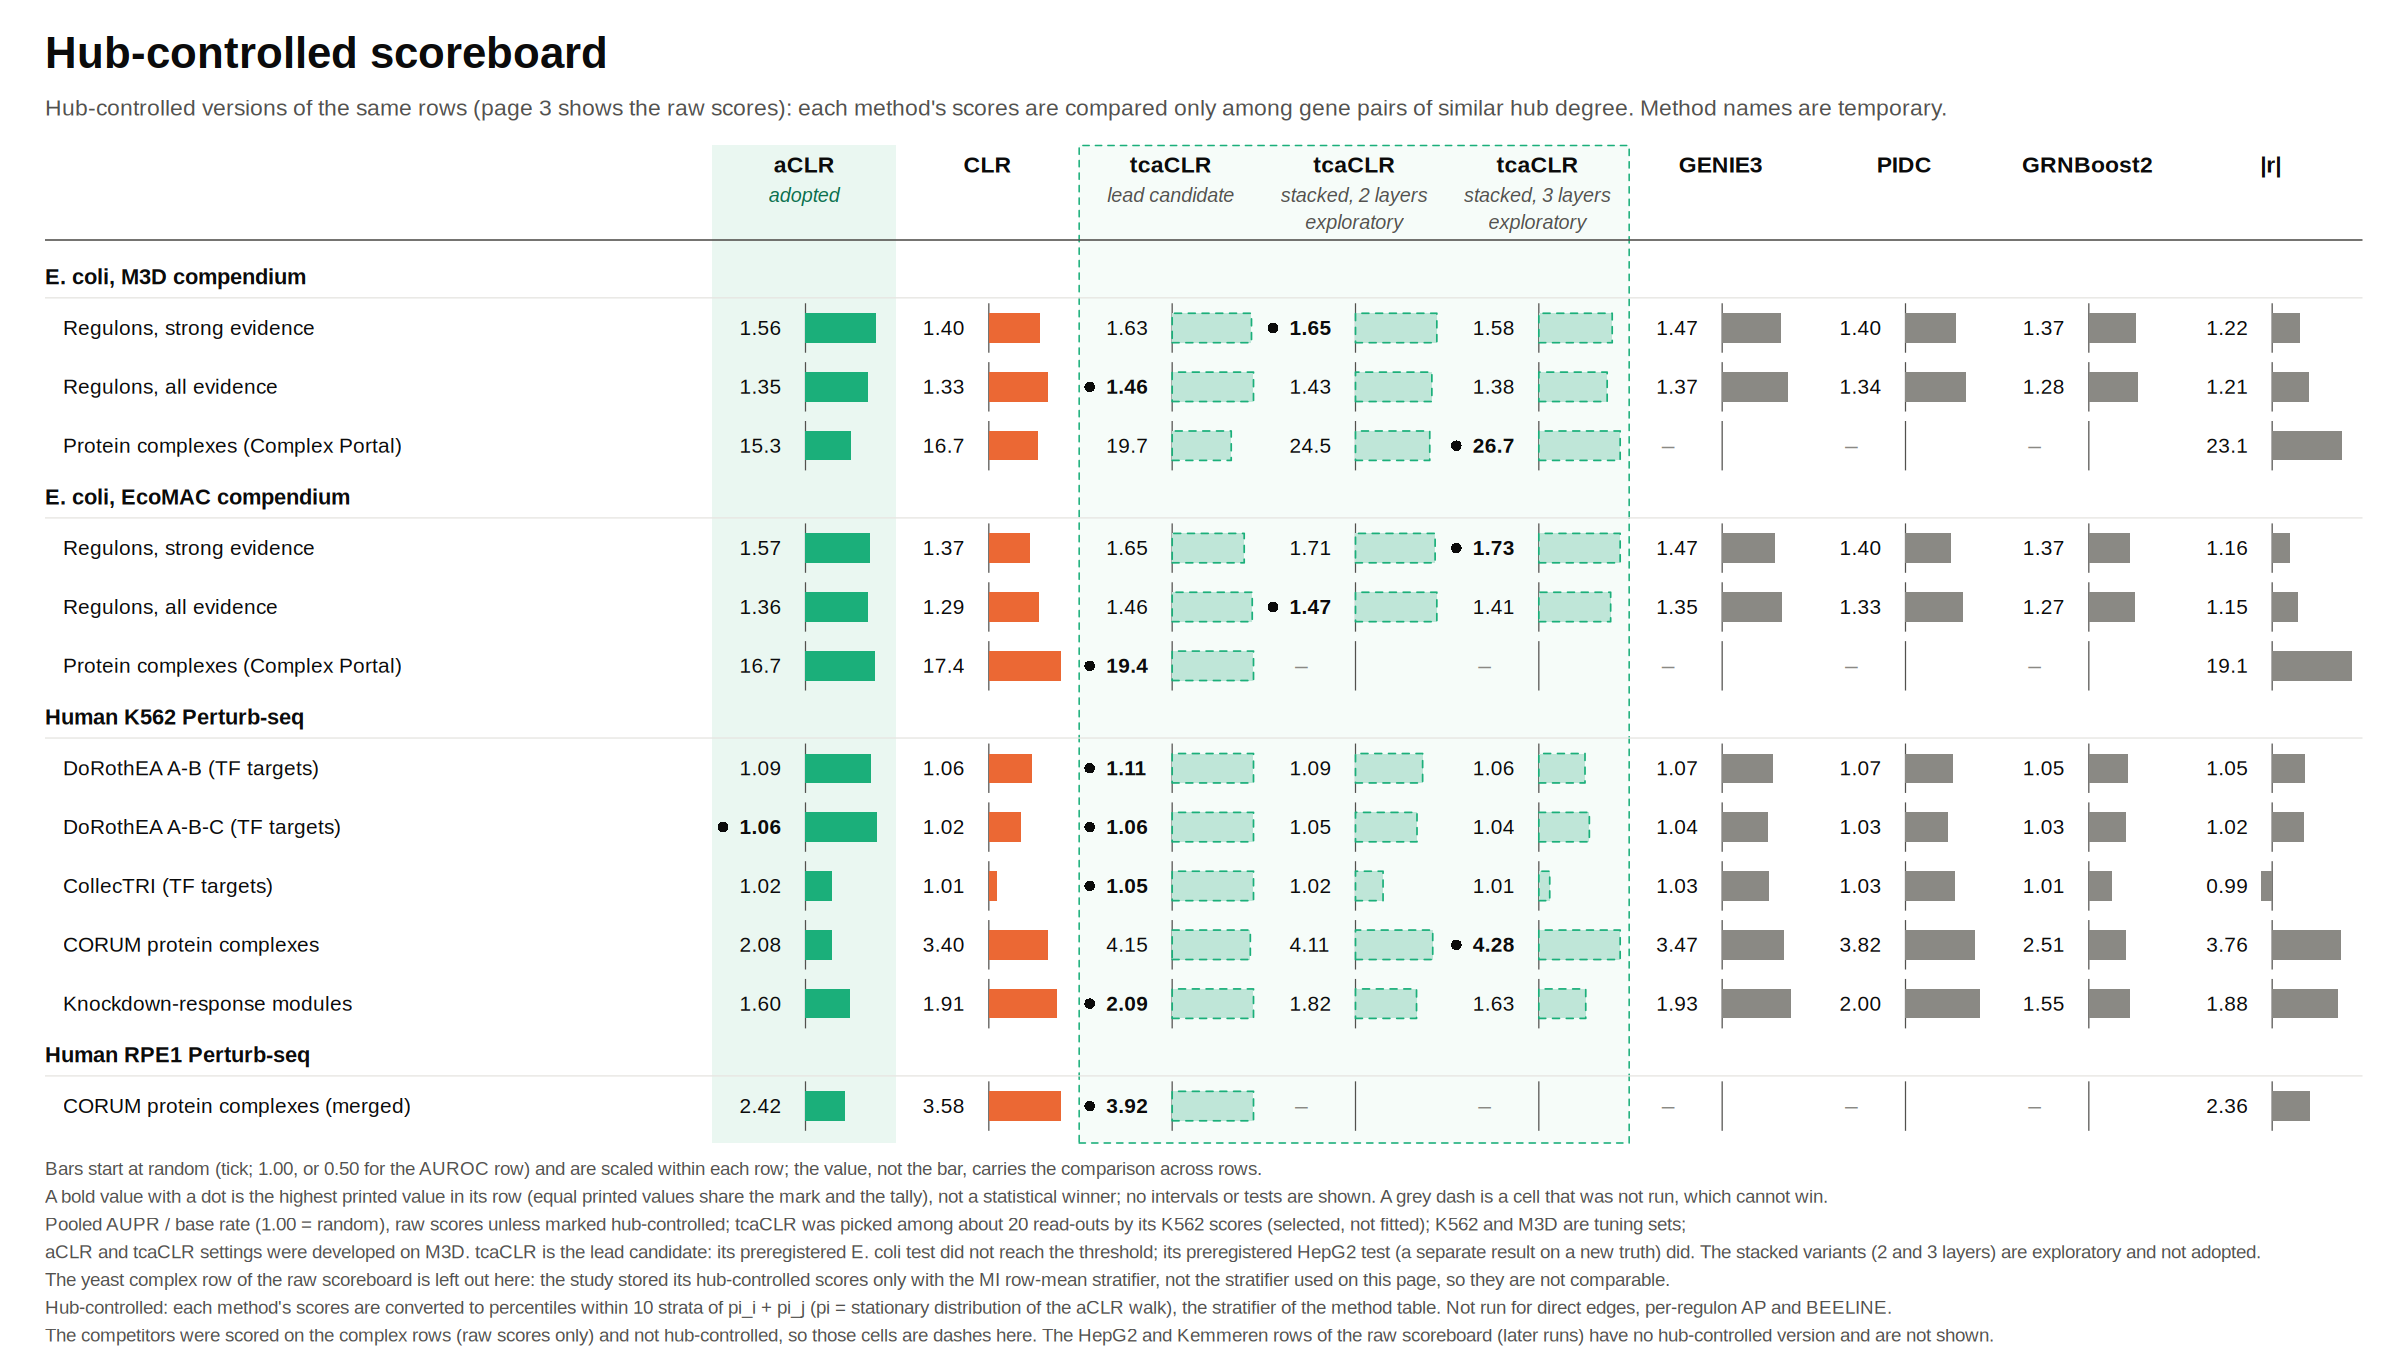 Hub-controlled scoreboard
Hub-controlled versions of the same rows (page 3 shows the raw scores): each method's scores are compared only among gene pairs of similar hub degree. Method names are temporary.
aCLR CLR tcaCLR tcaCLR tcaCLR GENIE3 PIDC GRNBoost2 |r|
adopted lead candidate stacked, 2 layers stacked, 3 layers
exploratory exploratory
E. coli, M3D compendium
Regulons, strong evidence 1.56 1.40 1.63 ● 1.65 1.58 1.47 1.40 1.37 1.22
Regulons, all evidence 1.35 1.33 ● 1.46 1.43 1.38 1.37 1.34 1.28 1.21
Protein complexes (Complex Portal) 15.3 16.7 19.7 24.5 ● 26.7 – – – 23.1
E. coli, EcoMAC compendium
Regulons, strong evidence 1.57 1.37 1.65 1.71 ● 1.73 1.47 1.40 1.37 1.16
Regulons, all evidence 1.36 1.29 1.46 ● 1.47 1.41 1.35 1.33 1.27 1.15
Protein complexes (Complex Portal) 16.7 17.4 ● 19.4 – – – – – 19.1
Human K562 Perturb-seq
DoRothEA A-B (TF targets) 1.09 1.06 ● 1.11 1.09 1.06 1.07 1.07 1.05 1.05
DoRothEA A-B-C (TF targets) ● 1.06 1.02 ● 1.06 1.05 1.04 1.04 1.03 1.03 1.02
CollecTRI (TF targets) 1.02 1.01 ● 1.05 1.02 1.01 1.03 1.03 1.01 0.99
CORUM protein complexes 2.08 3.40 4.15 4.11 ● 4.28 3.47 3.82 2.51 3.76
Knockdown-response modules 1.60 1.91 ● 2.09 1.82 1.63 1.93 2.00 1.55 1.88
Human RPE1 Perturb-seq
CORUM protein complexes (merged) 2.42 3.58 ● 3.92 – – – – – 2.36
Bars start at random (tick; 1.00, or 0.50 for the AUROC row) and are scaled within each row; the value, not the bar, carries the comparison across rows.
A bold value with a dot is the highest printed value in its row (equal printed values share the mark and the tally), not a statistical winner; no intervals or tests are shown. A grey dash is a cell that was not run, which cannot win.
Pooled AUPR / base rate (1.00 = random), raw scores unless marked hub-controlled; tcaCLR was picked among about 20 read-outs by its K562 scores (selected, not fitted); K562 and M3D are tuning sets;
aCLR and tcaCLR settings were developed on M3D. tcaCLR is the lead candidate: its preregistered E. coli test did not reach the threshold; its preregistered HepG2 test (a separate result on a new truth) did. The stacked variants (2 and 3 layers) are exploratory and not adopted.
The yeast complex row of the raw scoreboard is left out here: the study stored its hub-controlled scores only with the MI row-mean stratifier, not the stratifier used on this page, so they are not comparable.
Hub-controlled: each method's scores are converted to percentiles within 10 strata of pi_i + pi_j (pi = stationary distribution of the aCLR walk), the stratifier of the method table. Not run for direct edges, per-regulon AP and BEELINE.
The competitors were scored on the complex rows (raw scores only) and not hub-controlled, so those cells are dashes here. The HepG2 and Kemmeren rows of the raw scoreboard (later runs) have no hub-controlled version and are not shown.